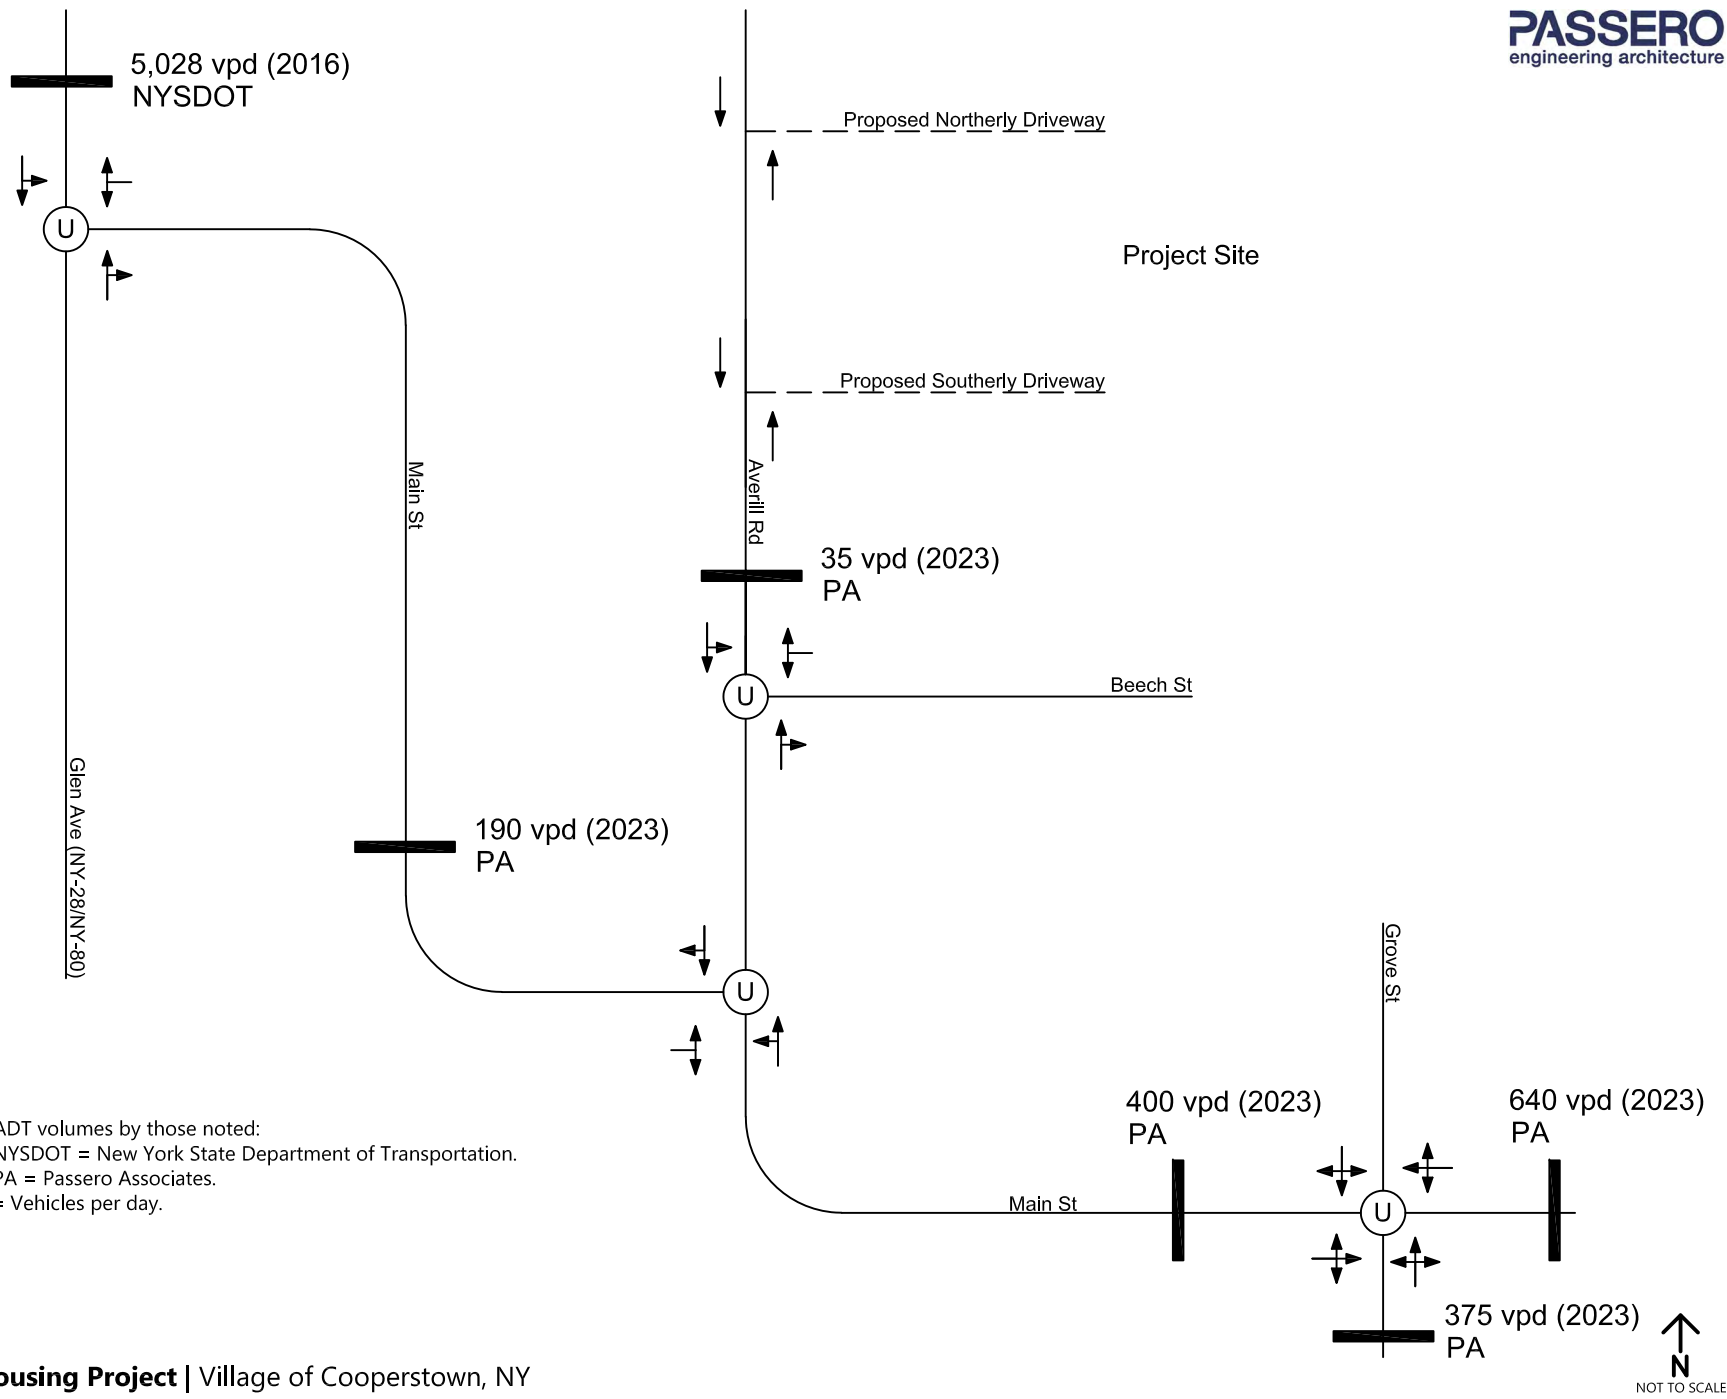 PASSERO
engineering architecture
5,028 vpd (2016)
NYSDOT
Proposed Northerly Driveway
U
Project Site
Proposed Southerly Driveway
Main St
Averill Rd
35 vpd (2023)
PA
U
Beech St
Glen Ave (NY-28/NY-80)
190 vpd (2023)
PA
U
Grove St
400 vpd (2023)
PA
640 vpd (2023)
PA
ADT volumes by those noted:
NYSDOT = New York State Department of Transportation.
PA = Passero Associates.
= Vehicles per day.
Main St
U
375 vpd (2023)
PA
N
NOT TO SCALE
ousing Project | Village of Cooperstown, NY